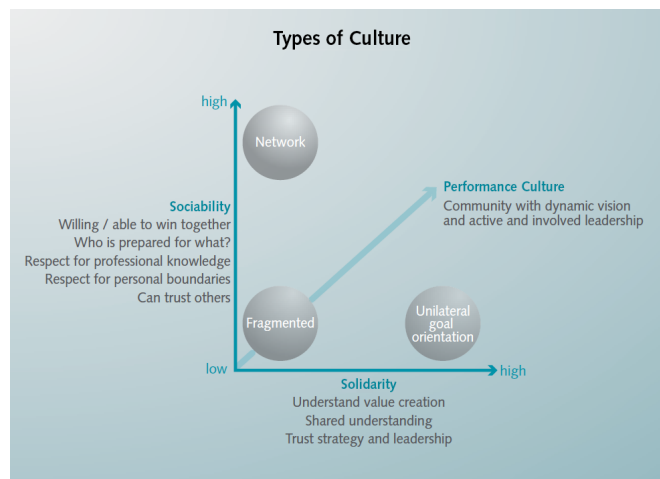 Types of Culture
high
Network
Performance Culture
Community with dynamic vision
and active and involved leadership
Sociability
Willing / able to win together
Who is prepared for what?
Respect for professional knowledge
Respect for personal boundaries
Can trust others
Fragmented
Unilateral
goal
orientation
low
high
Solidarity
Understand value creation
Shared understanding
Trust strategy and leadership